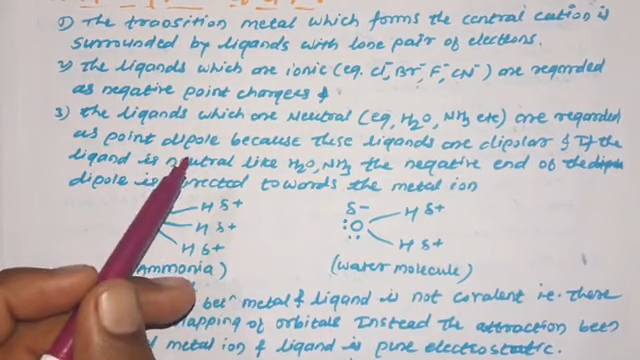 1) The transition metal which forms the central cation is
surrounded by ligands with lone pair of electrons.
2) The ligands which are ionic (eg. Cl⁻, Br⁻, F⁻, CN⁻) are regarded
as negative point charges &
3) The ligands which are Neutral (eg, H₂O, NH₃ etc) are regarded
as point dipole because these ligands are dipolar & If the
ligand is neutral like H₂O, NH₃ the negative end of the
dipole is directed towords the metal ion
H δ+
H δ+
H δ+
Ammonia)
δ−
:O
H δ+
H δ+
(water molecule)
betn metal & ligand is not covalent ie. There
of orbitals Instead the attraction betn
metal ion & ligand is pure electrostatic.